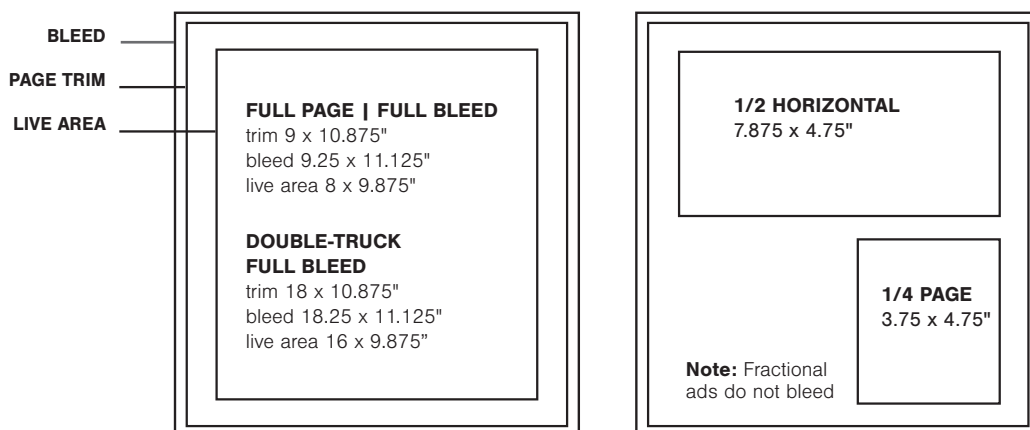 BLEED
PAGE TRIM
LIVE AREA
FULL PAGE | FULL BLEED
trim 9 x 10.875"
bleed 9.25 x 11.125"
live area 8 x 9.875"
DOUBLE-TRUCK
FULL BLEED
trim 18 x 10.875"
bleed 18.25 x 11.125"
live area 16 x 9.875”
1/2 HORIZONTAL
7.875 x 4.75"
1/4 PAGE
3.75 x 4.75"
Note: Fractional
ads do not bleed